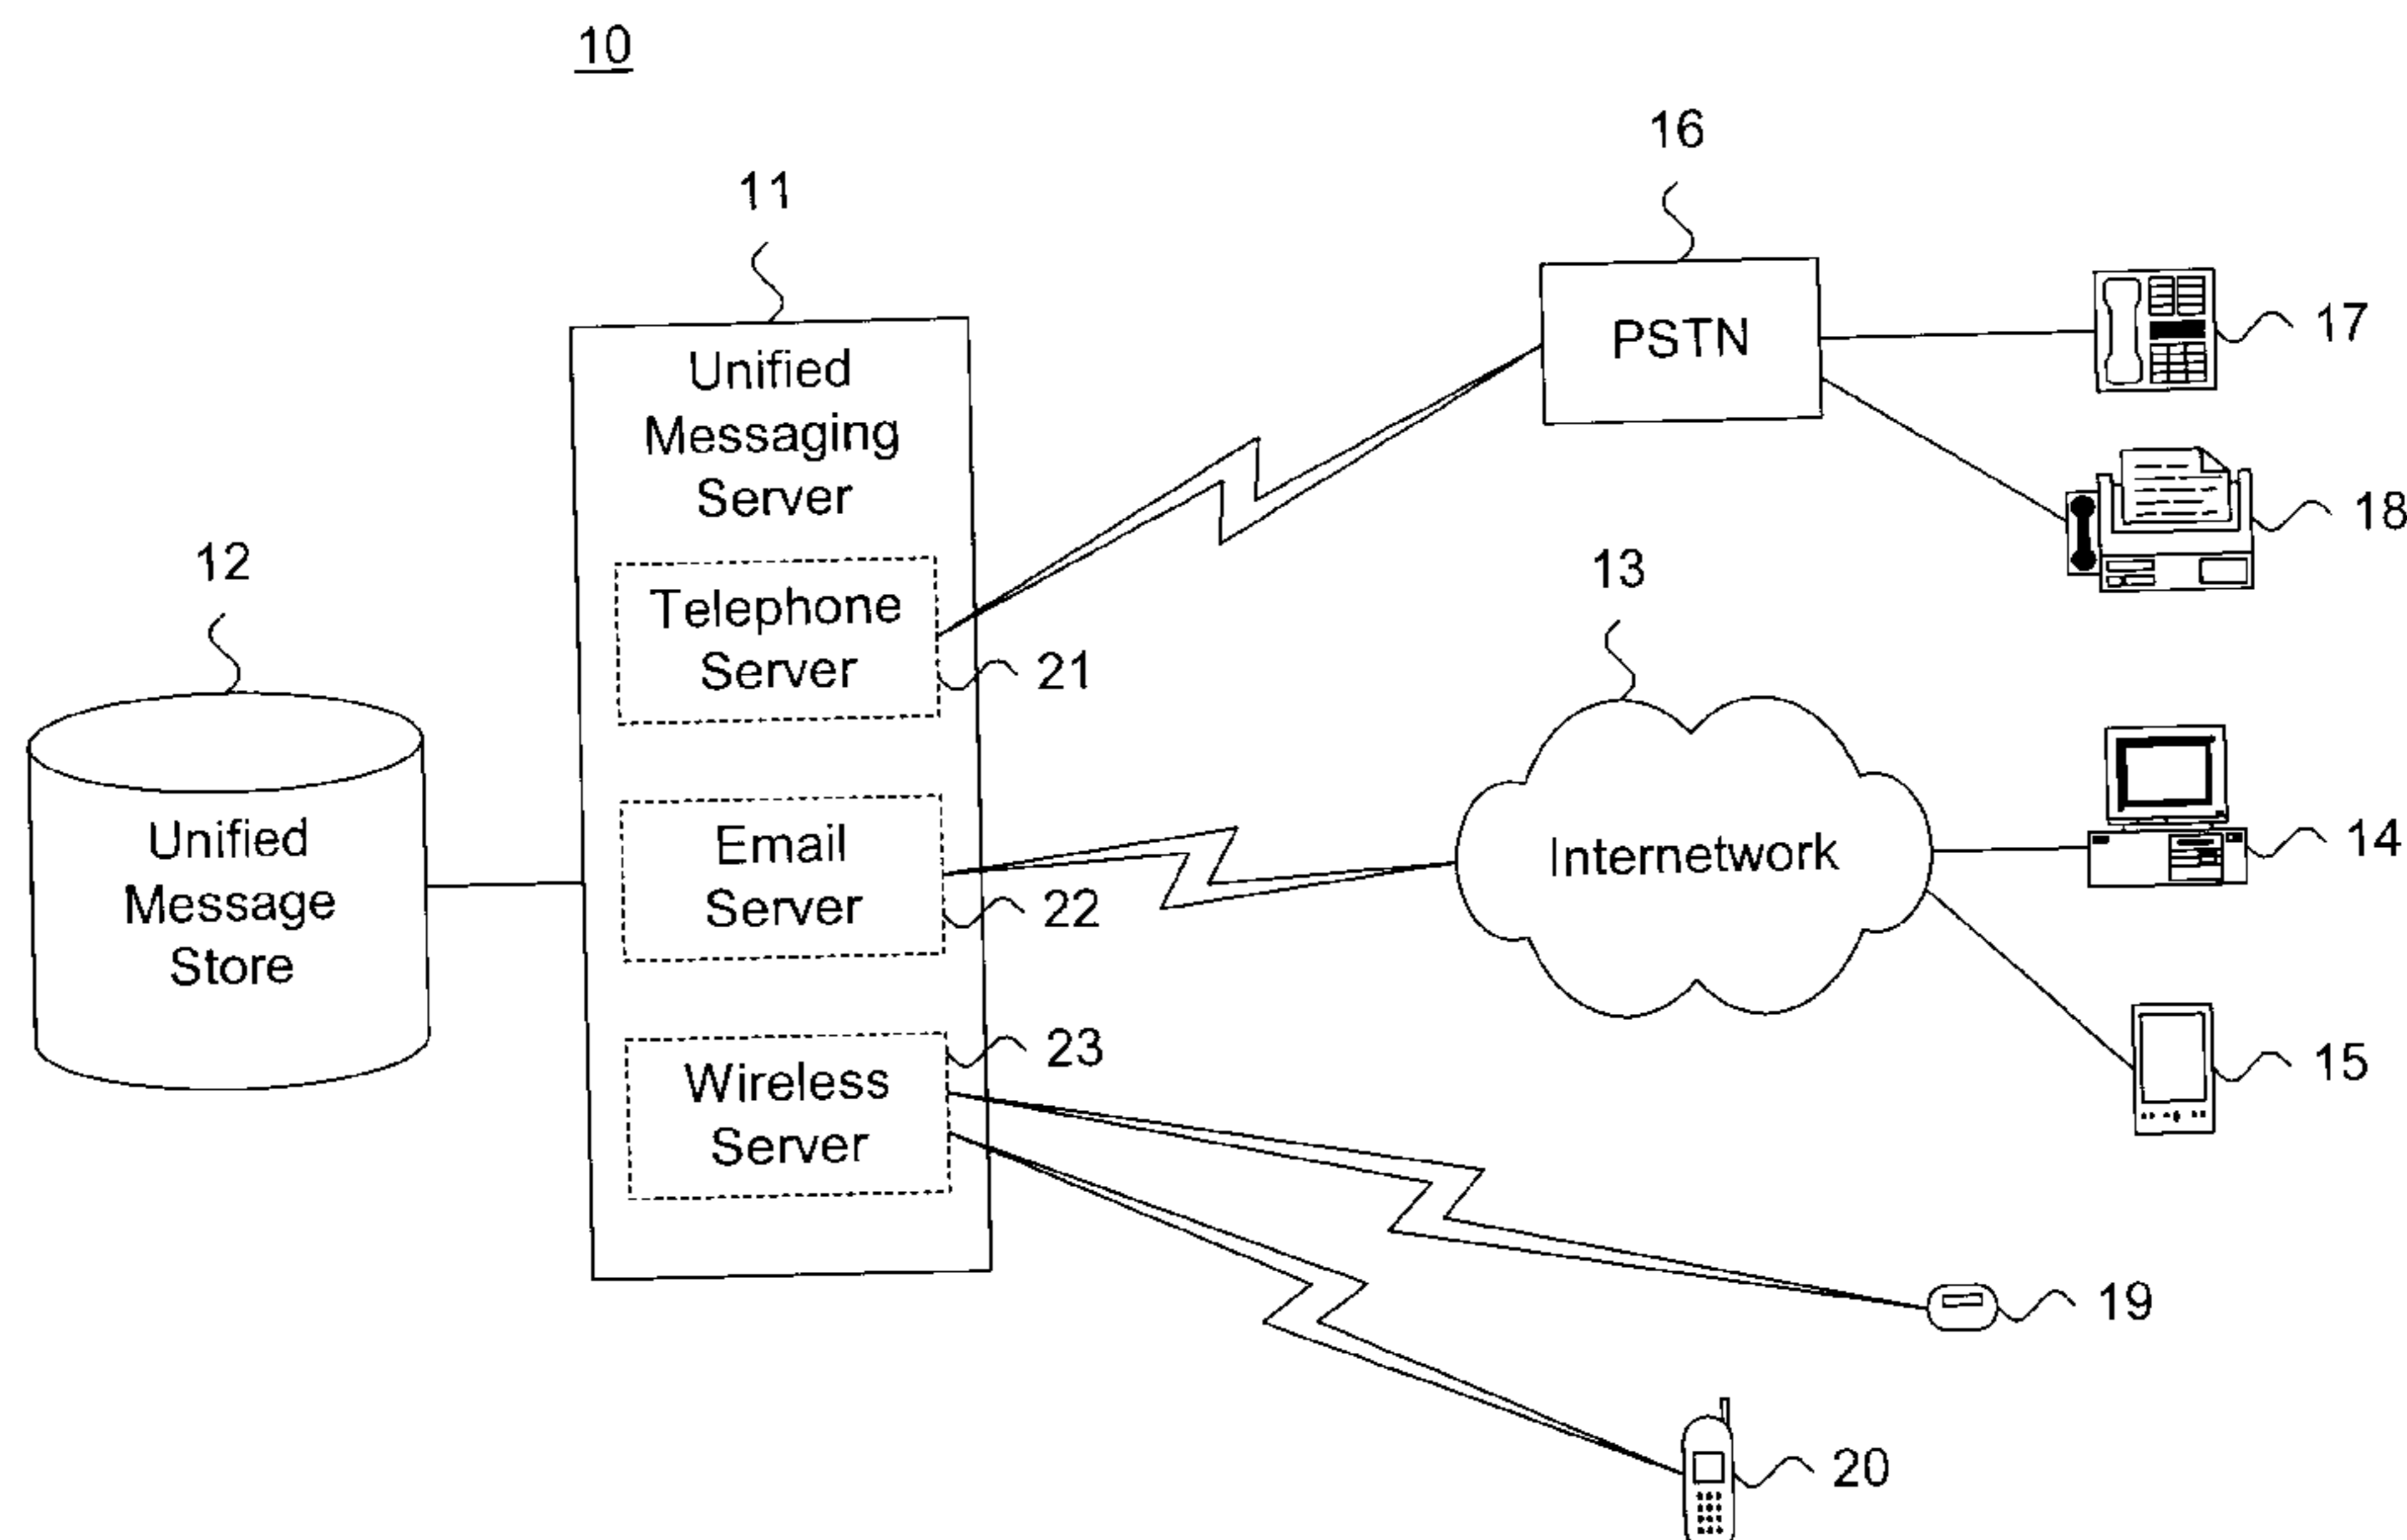 10
16
11
PSTN
17
Unified
Messaging
Server
18
12
13
Telephone
Server
21
Unified
Message
Store
Email
Server
22
Internetwork
14
23
Wireless
Server
15
19
20